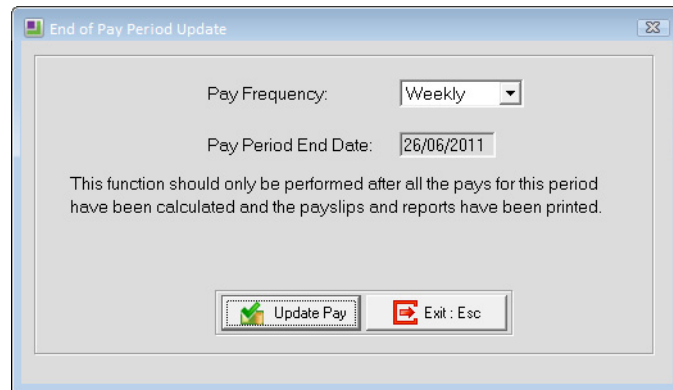 End of Pay Period Update
Pay Frequency: Weekly
Pay Period End Date: 26/06/2011
This function should only be performed after all the pays for this period
have been calculated and the payslips and reports have been printed.
Update Pay Exit : Esc